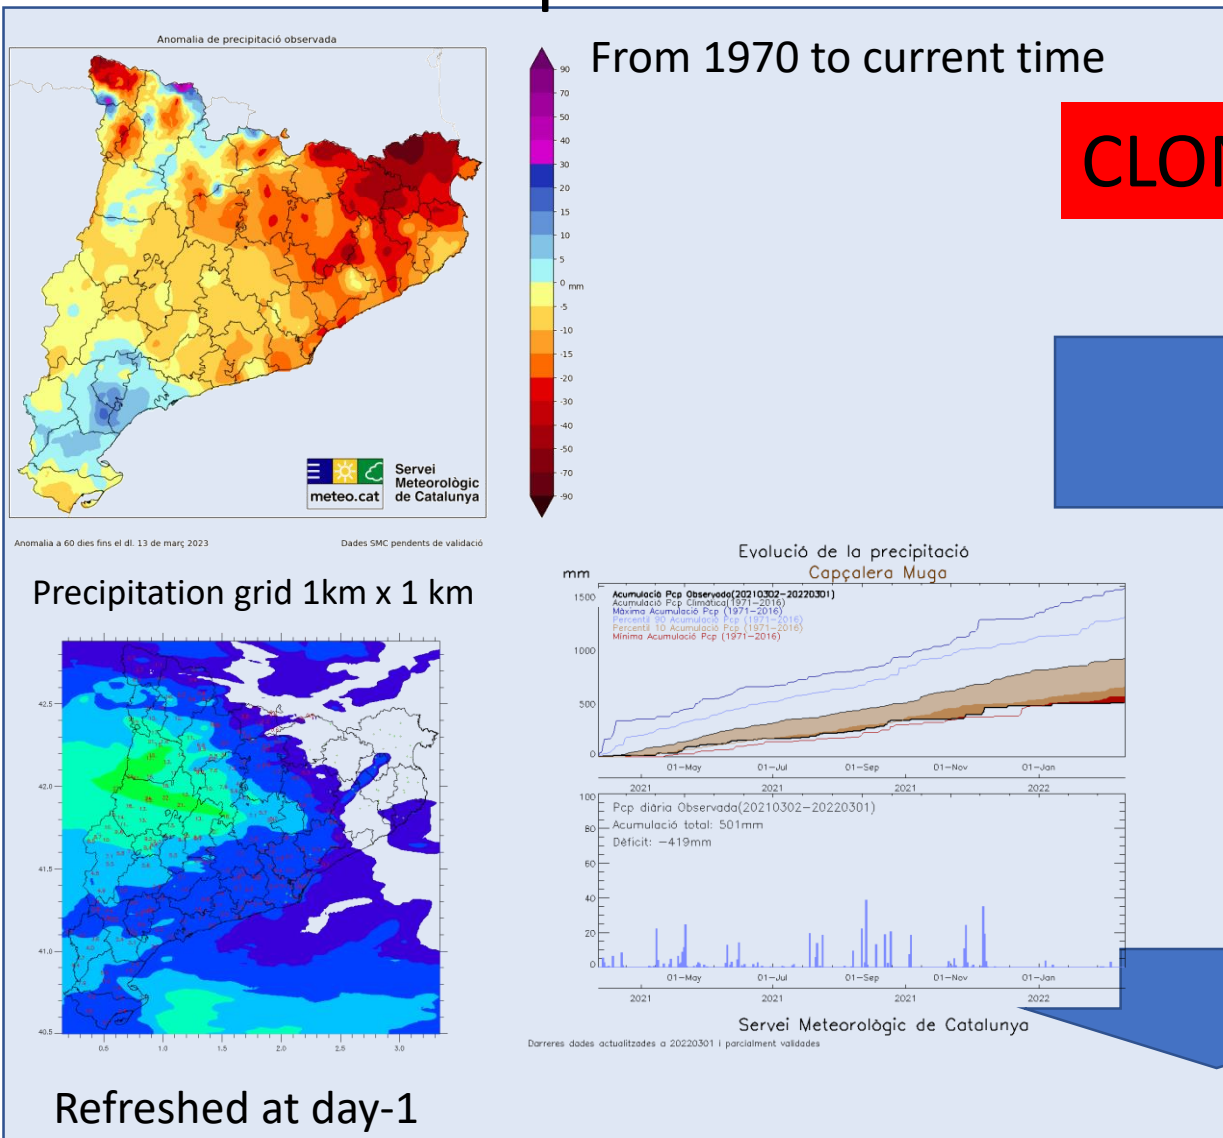 Anomalia de precipitació observada
From 1970 to current time
90
70
50
40
30
20
15
10
5
0 mm
-5
-10
-15
-20
-30
-40
-50
-70
-90
Servei
Meteorològic
de Catalunya
meteo.cat
Anomalia a 60 dies fins el dl. 13 de març 2023
Dades SMC pendents de validació
Precipitation grid 1km x 1 km
42.5
42.0
41.5
41.0
40.5
0.5 1.0 1.5 2.0 2.5 3.0
Refreshed at day-1
Evolució de la precipitació
mm Capçalera Muga
Acumulació Pcp Observada(20210302-20220301)
Acumulació Pcp Climàtica(1971-2016)
Màxima Acumulació Pcp (1971-2016)
Percentil 90 Acumulació Pcp (1971-2016)
Percentil 10 Acumulació Pcp (1971-2016)
Mínima Acumulació Pcp (1971-2016)
1500
1000
500
0
01-May 01-Jul 01-Sep 01-Nov 01-Jan
2021 2021 2021 2022
Pcp diària Observada(20210302-20220301)
Acumulació total: 501mm
Dèficit: -419mm
100
80
60
40
20
0
01-May 01-Jul 01-Sep 01-Nov 01-Jan
2021 2021 2021 2022
Servei Meteorològic de Catalunya
Darreres dades actualitzades a 20220301 i parcialment validades